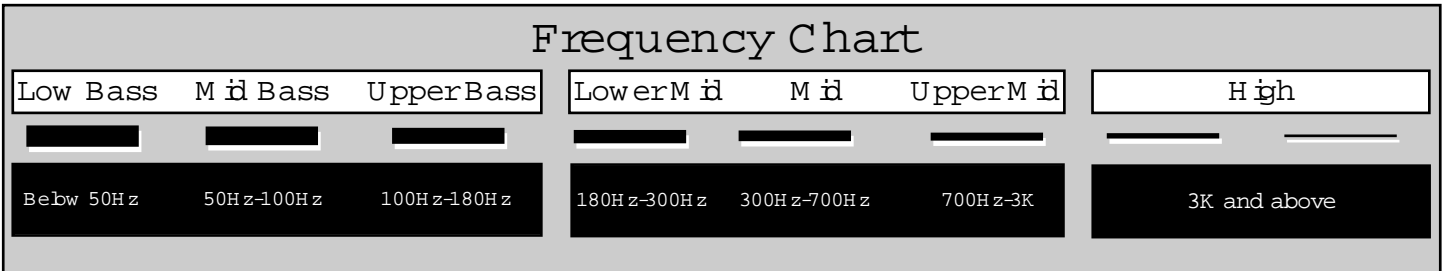 Frequency Chart
Low Bass Mid Bass Upper Bass Lower Mid Mid Upper Mid High
Below 50Hz 50Hz-100Hz 100Hz-180Hz 180Hz-300Hz 300Hz-700Hz 700Hz-3K 3K and above